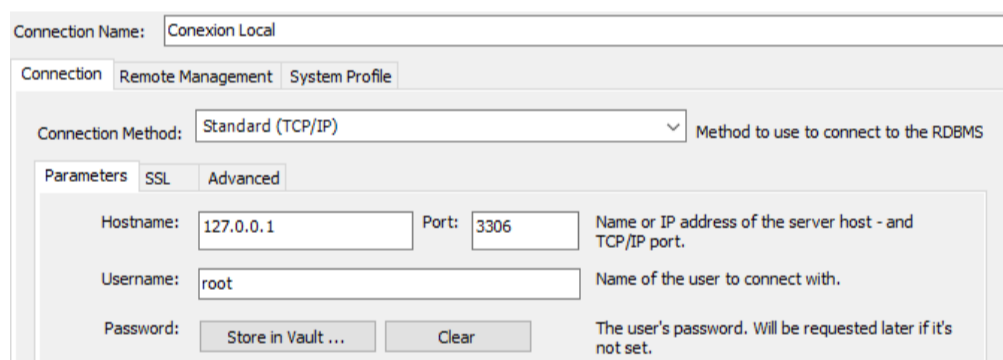 Connection Name: Conexion Local
Connection Remote Management System Profile
Connection Method: Standard (TCP/IP) Method to use to connect to the RDBMS
Parameters SSL Advanced
Hostname: 127.0.0.1 Port: 3306 Name or IP address of the server host - and
TCP/IP port.
Username: root Name of the user to connect with.
Password: Store in Vault ... Clear The user's password. Will be requested later if it's
not set.